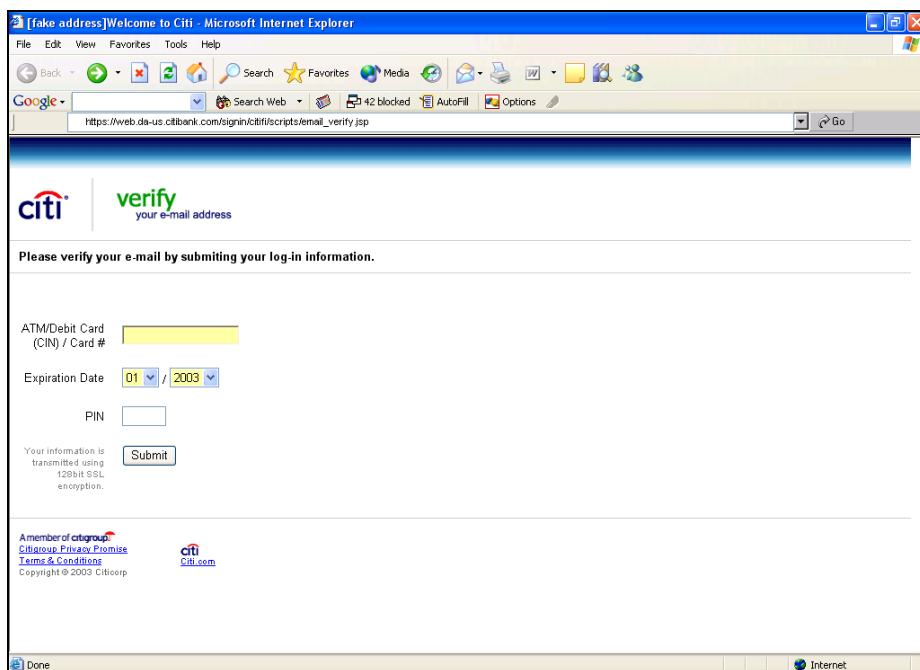 [fake address]Welcome to Citi - Microsoft Internet Explorer
File Edit View Favorites Tools Help
Back Search Favorites Media
Google Search Web 42 blocked AutoFill Options
https://web.da-us.citibank.com/signin/citifi/scripts/email_verify.jsp Go
citi verify
your e-mail address
Please verify your e-mail by submiting your log-in information.
ATM/Debit Card
(CIN) / Card #
Expiration Date 01 / 2003
PIN
Your information is
transmitted using
128bit SSL
encryption.
Submit
A member of citigroup
Citigroup Privacy Promise
Terms & Conditions
Copyright © 2003 Citicorp
citi
Citi.com
Done Internet